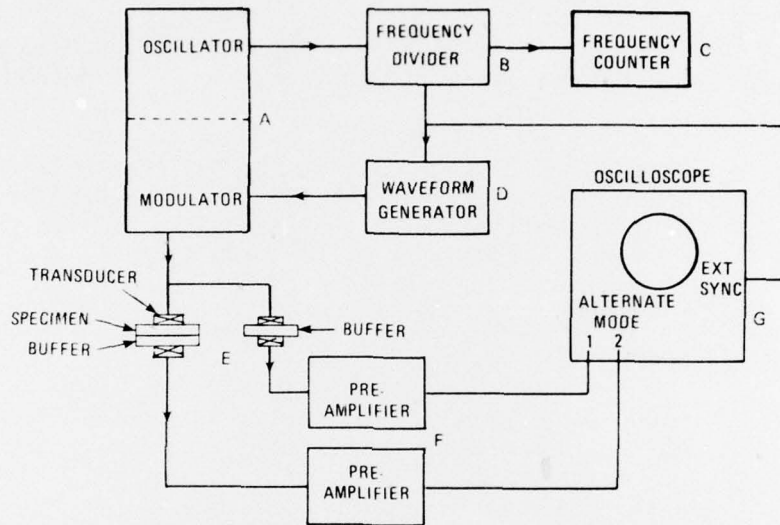 OSCILLATOR
FREQUENCY
DIVIDER
B
FREQUENCY
COUNTER
C
A
MODULATOR
WAVEFORM
GENERATOR
D
OSCILLOSCOPE
EXT
SYNC
ALTERNATE
MODE
1 2
G
TRANSDUCER
SPECIMEN
BUFFER
E
BUFFER
PRE-
AMPLIFIER
F
PRE-
AMPLIFIER